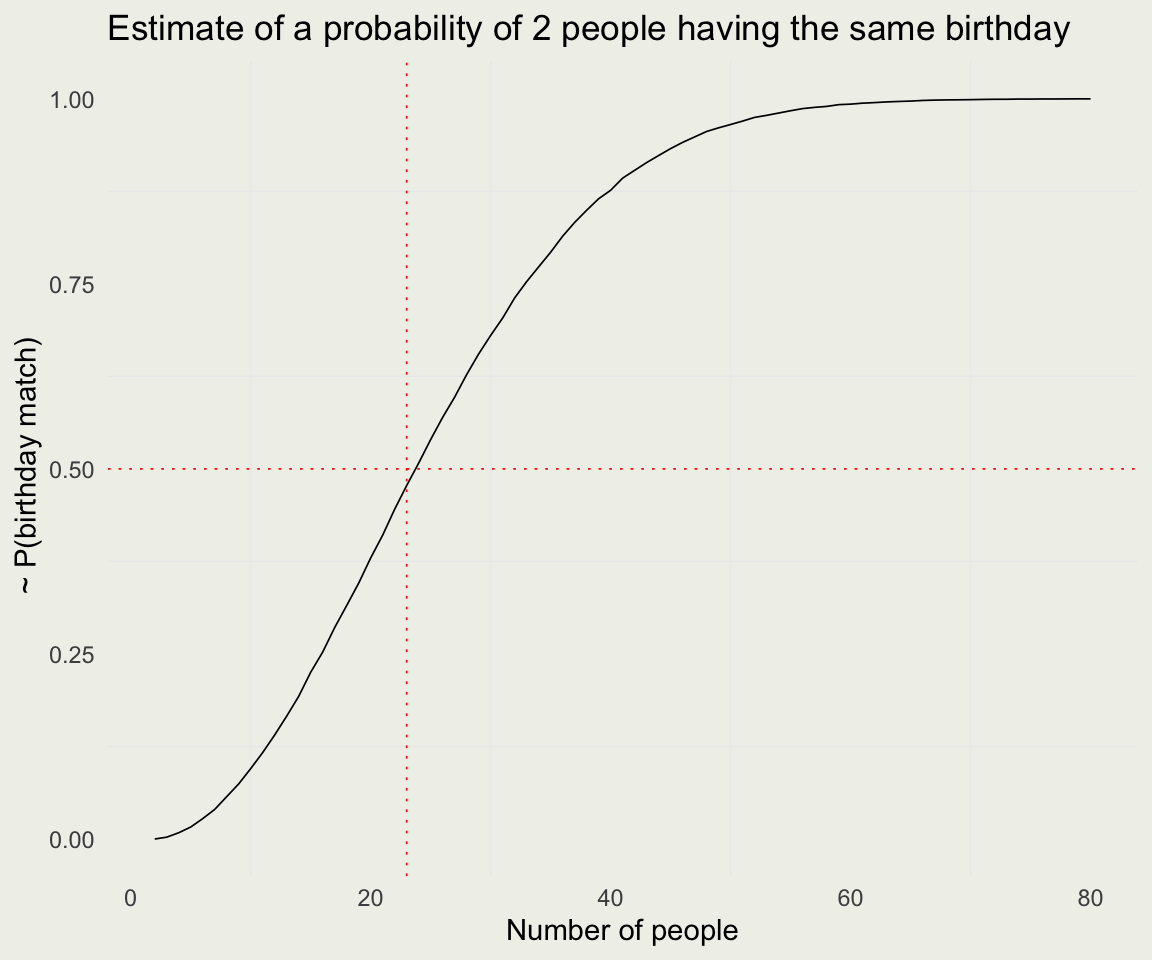 Estimate of a probability of 2 people having the same birthday
1.00
0.75
0.50
0.25
0.00
~ P(birthday match)
0 20 40 60 80
Number of people